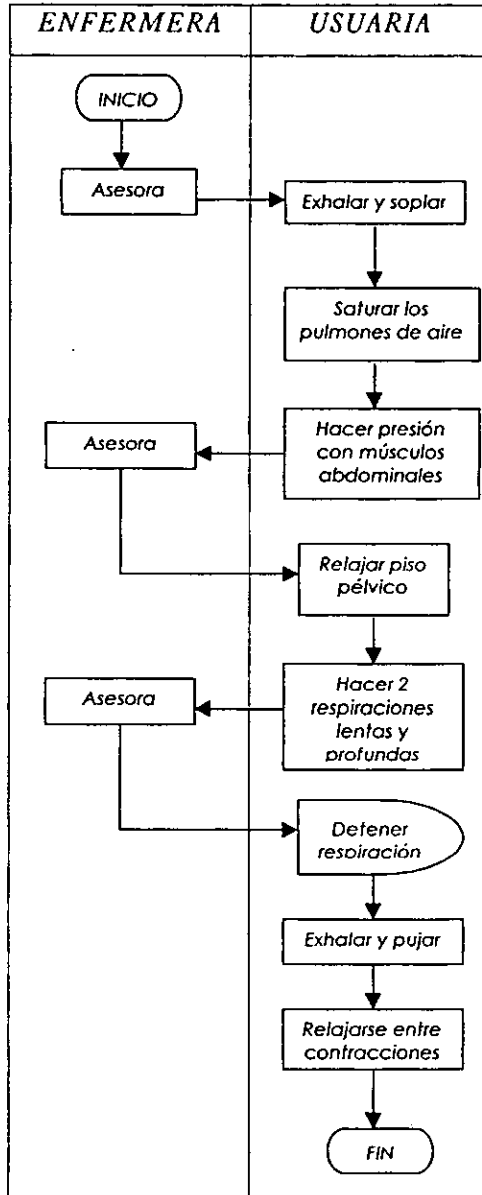 ENFERMERA
USUARIA
INICIO
Asesora
Exhalar y soplar
Saturar los
pulmones de aire
Hacer presión
con músculos
abdominales
Asesora
Relajar piso
pélvico
Hacer 2
respiraciones
lentas y
profundas
Asesora
Detener
respiración
Exhalar y pujar
Relajarse entre
contracciones
FIN